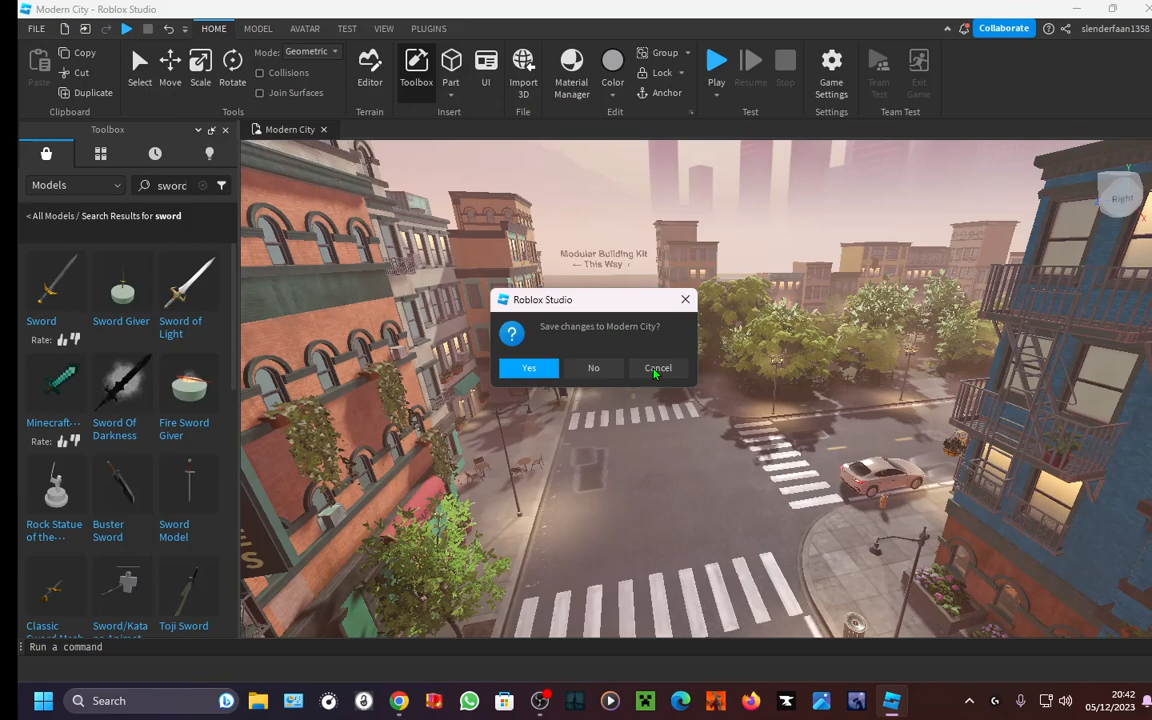 Modern City - Roblox Studio
FILE HOME MODEL AVATAR TEST VIEW PLUGINS Collaborate slenderfaan1358
Paste Copy Cut Duplicate Clipboard
Select Move Scale Rotate Mode: Geometric Collisions Join Surfaces Tools
Editor Terrain
Toolbox Part UI Insert
Import 3D File
Material Manager Color Group Lock Anchor Edit
Play Resume Stop Test
Game Settings Settings
Team Test Exit Game Team Test
Toolbox
Modern City
Models sword
< All Models / Search Results for sword
Sword Sword Giver Sword of Light
Rate:
Minecraft... Sword Of Darkness Fire Sword Giver
Rate:
Rock Statue of the... Buster Sword Sword Model
Classic Sword/Kata Toji Sword
Modular Building Kit
This Way
Right
Roblox Studio
Save changes to Modern City?
Yes No Cancel
Run a command
Search
20:42
05/12/2023